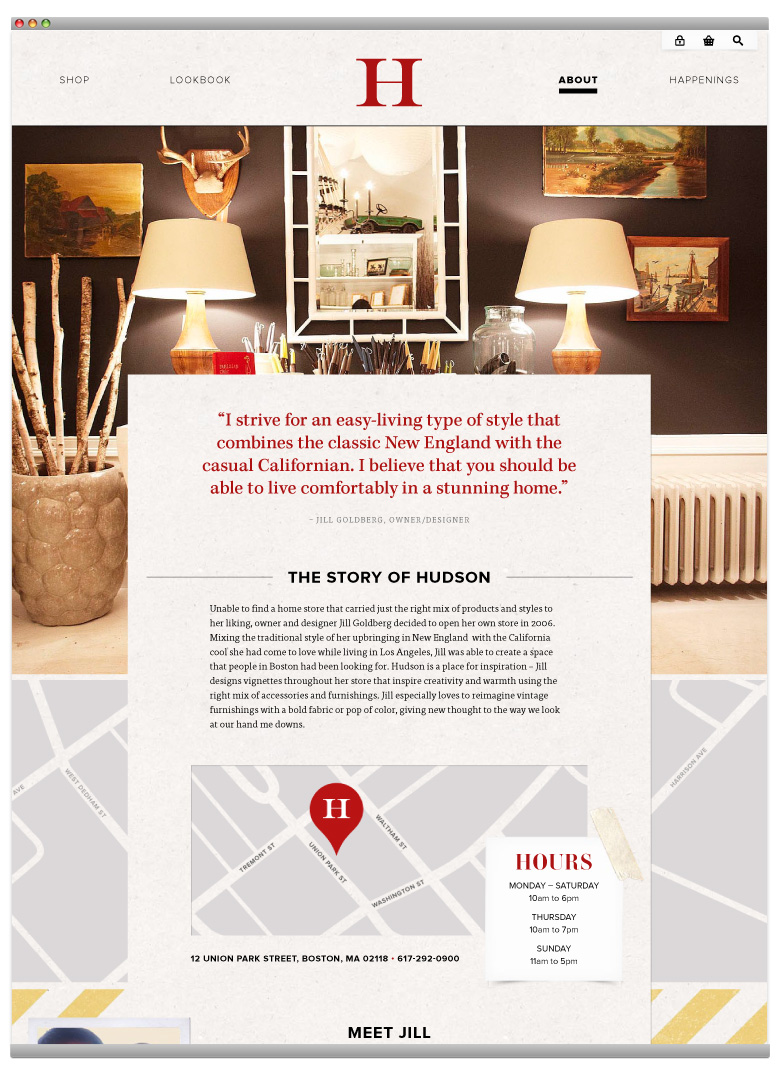 SHOP
LOOKBOOK
H
ABOUT
HAPPENINGS
“I strive for an easy-living type of style that
combines the classic New England with the
casual Californian. I believe that you should be
able to live comfortably in a stunning home.”
– JILL GOLDBERG, OWNER/DESIGNER
THE STORY OF HUDSON
Unable to find a home store that carried just the right mix of products and styles to
her liking, owner and designer Jill Goldberg decided to open her own store in 2006.
Mixing the traditional style of her upbringing in New England with the California
cool she had come to love while living in Los Angeles, Jill was able to create a space
that people in Boston had been looking for. Hudson is a place for inspiration – Jill
designs vignettes throughout her store that inspire creativity and warmth using the
right mix of accessories and furnishings. Jill especially loves to reimagine vintage
furnishings with a bold fabric or pop of color, giving new thought to the way we look
at our hand me downs.
AVE
WEST DEDHAM ST
HARRISON AVE
H
TREMONT ST
UNION PARK ST
WALTHAM ST
WASHINGTON ST
HOURS
MONDAY – SATURDAY
10am to 6pm
THURSDAY
10am to 7pm
SUNDAY
11am to 5pm
12 UNION PARK STREET, BOSTON, MA 02118 • 617-292-0900
MEET JILL